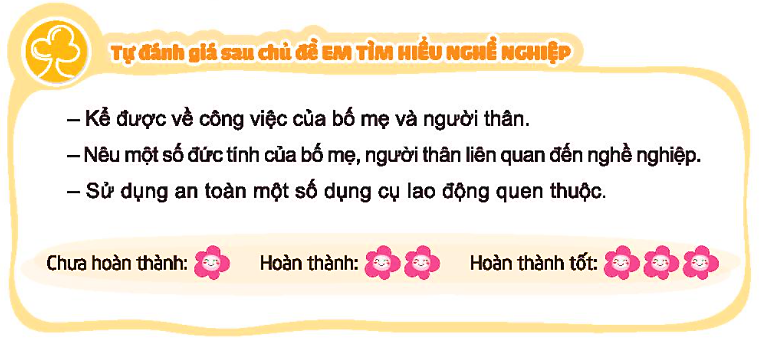 Tự đánh giá sau chủ đề EM TÌM HIỂU NGHỀ NGHIỆP
– Kể được về công việc của bố mẹ và người thân.
– Nêu một số đức tính của bố mẹ, người thân liên quan đến nghề nghiệp.
– Sử dụng an toàn một số dụng cụ lao động quen thuộc.
Chưa hoàn thành: Hoàn thành: Hoàn thành tốt: